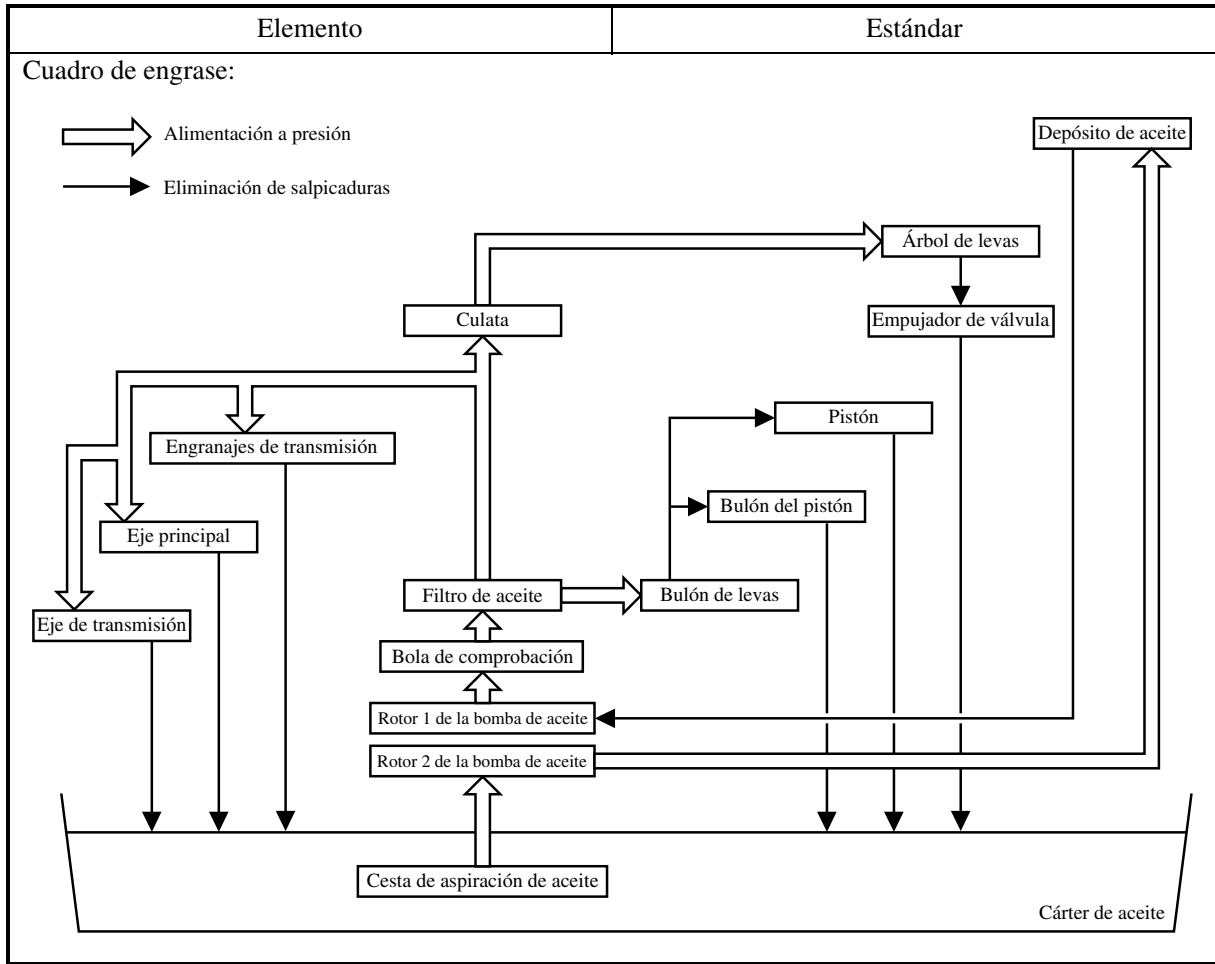 Elemento
Estándar
Cuadro de engrase:
Alimentación a presión
Eliminación de salpicaduras
Depósito de aceite
Árbol de levas
Culata
Empujador de válvula
Pistón
Engranajes de transmisión
Bulón del pistón
Eje principal
Filtro de aceite
Bulón de levas
Eje de transmisión
Bola de comprobación
Rotor 1 de la bomba de aceite
Rotor 2 de la bomba de aceite
Cesta de aspiración de aceite
Cárter de aceite